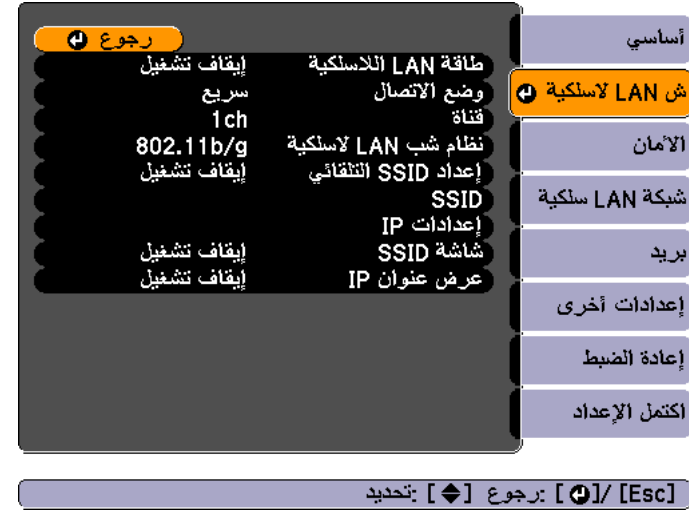 أساسي
ش LAN لاسلكية
الأمان
شبكة LAN سلكية
بريد
إعدادات أخرى
إعادة الضبط
اكتمل الإعداد
رجوع
طاقة LAN اللاسلكية إيقاف تشغيل
وضع الاتصال سريع
قناة 1ch
نظام شب LAN لاسلكية 802.11b/g
إعداد SSID التلقائي إيقاف تشغيل
SSID
إعدادات IP
شاشة SSID إيقاف تشغيل
عرض عنوان IP إيقاف تشغيل
[Esc] /[ ] :رجوع [ ] :تحديد